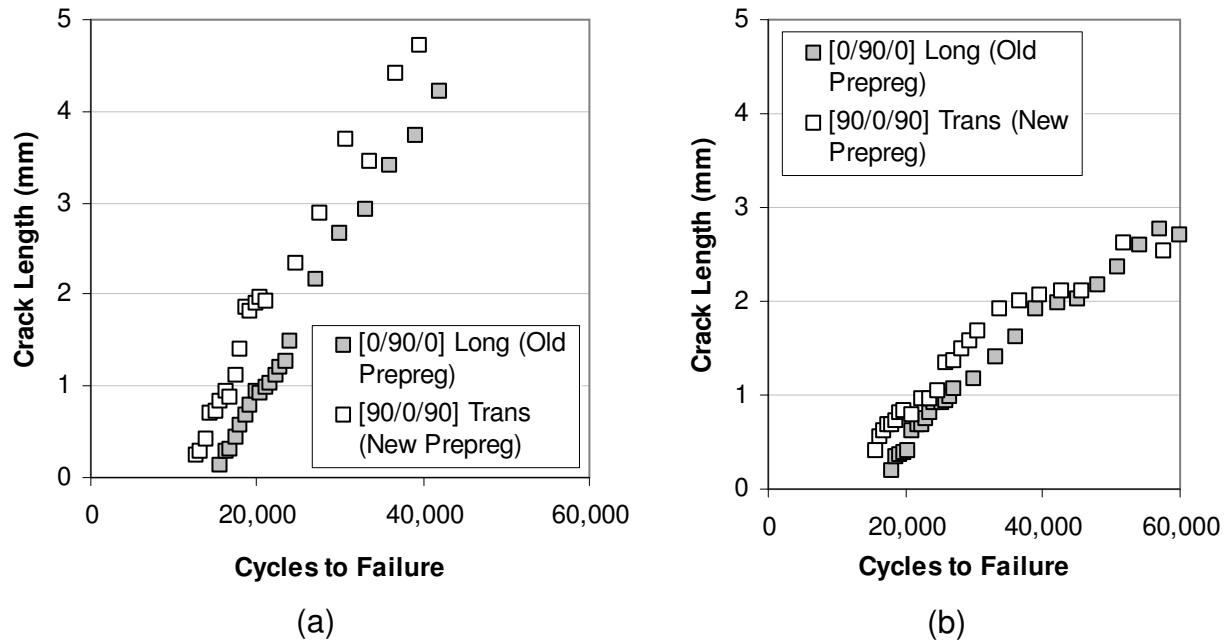 5
4
3
2
1
0
Crack Length (mm)
[0/90/0] Long (Old
Prepreg)
[90/0/90] Trans
(New Prepreg)
0
20,000
40,000
60,000
Cycles to Failure
(a)
5
4
3
2
1
0
Crack Length (mm)
[0/90/0] Long (Old
Prepreg)
[90/0/90] Trans (New
Prepreg)
0
20,000
40,000
60,000
Cycles to Failure
(b)